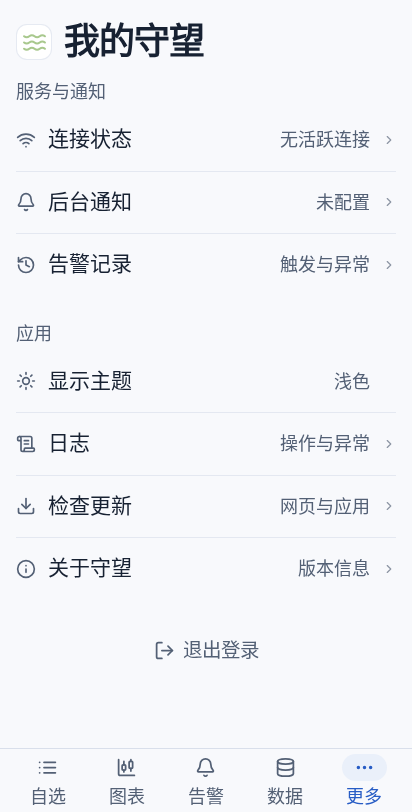 我的守望
服务与通知
连接状态 无活跃连接
后台通知 未配置
告警记录 触发与异常
应用
显示主题 浅色
日志 操作与异常
检查更新 网页与应用
关于守望 版本信息
退出登录
自选 图表 告警 数据 更多